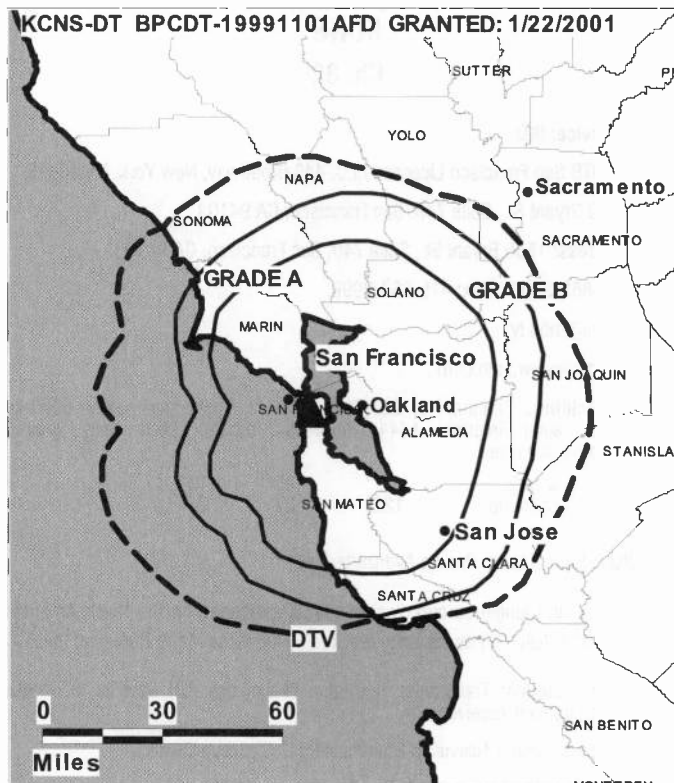 KCNS-DT BPCDT-19991101AFD GRANTED: 1/22/2001
SUTTER
YOLO
NAPA
Sacramento
SONOMA
SACRAMENTO
GRADE A
SOLANO
GRADE B
MARIN
San Francisco
SAN JOAQUIN
Oakland
ALAMEDA
STANISLA
SAN MATEO
San Jose
SANTA CLARA
SANTA CRUZ
DTV
0 30 60
Miles
SAN BENITO